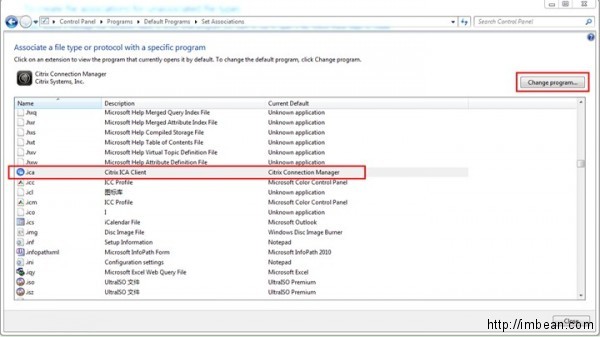 Control Panel ▸ Programs ▸ Default Programs ▸ Set Associations
Search Control Panel
Associate a file type or protocol with a specific program
Click on an extension to view the program that currently opens it by default. To change the default program, click Change program.
Citrix Connection Manager
Citrix Systems, Inc.
Change program...
Name Description Current Default
.hxq Microsoft Help Merged Query Index File Unknown application
.hxr Microsoft Help Merged Attribute Index File Unknown application
.hxs Microsoft Help Compiled Storage File Unknown application
.hxt Microsoft Help Table of Contents File Unknown application
.hxv Microsoft Help Virtual Topic Definition File Unknown application
.hxw Microsoft Help Attribute Definition File Unknown application
.ica Citrix ICA Client Citrix Connection Manager
.icc ICC Profile Microsoft Color Control Panel
.icl 图标库 Unknown application
.icm ICC Profile Microsoft Color Control Panel
.ico Unknown application
.ics iCalendar File Microsoft Outlook
.img Disc Image File Windows Disc Image Burner
.inf Setup Information Notepad
.infopathxml Microsoft InfoPath Form Microsoft InfoPath 2010
.ini Configuration settings Notepad
.iqy Microsoft Excel Web Query File Microsoft Excel
.iso UltraISO 文件 UltraISO Premium
.isz UltraISO 文件 UltraISO Premium
Close
http://imbean.com